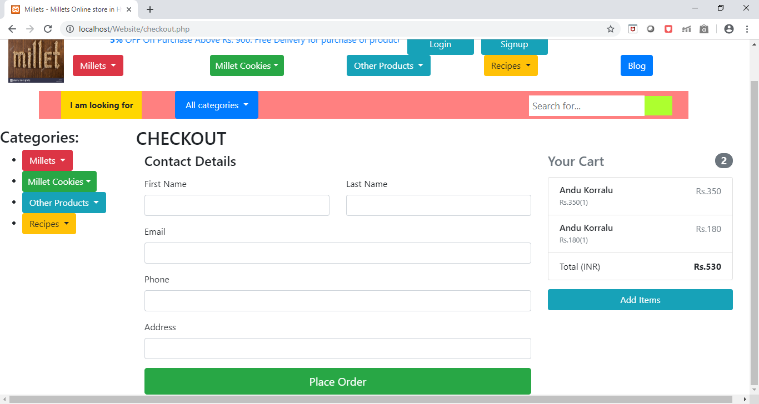 Millets - Millets Online store in H
localhost/Website/checkout.php
5% OFF On Purchase Above Rs. 900. Free Delivery for purchase of product
Login
Signup
millet
Millets
Millet Cookies
Other Products
Recipes
Blog
I am looking for
All categories
Search for...
Categories:
Millets
Millet Cookies
Other Products
Recipes
CHECKOUT
Contact Details
First Name
Last Name
Email
Phone
Address
Place Order
Your Cart
2
Andu Korralu
Rs.350
Rs.350(1)
Andu Korralu
Rs.180
Rs.180(1)
Total (INR)
Rs.530
Add Items